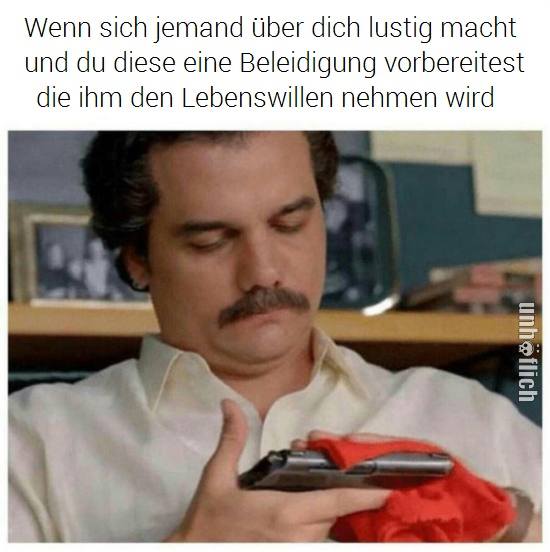 Wenn sich jemand über dich lustig macht
und du diese eine Beleidigung vorbereitest
die ihm den Lebenswillen nehmen wird
unhöflich